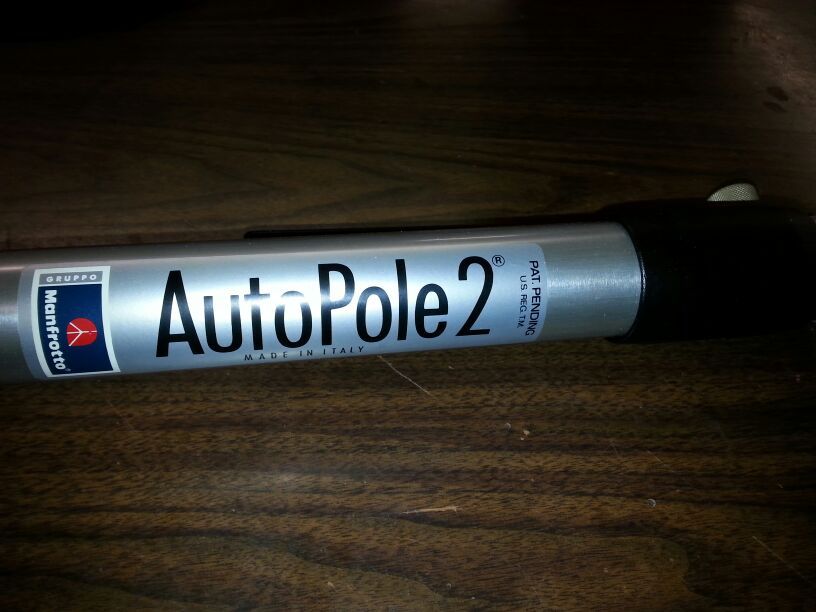 GRUPPO
Manfrotto®
AutoPole2®
MADE IN ITALY
PAT. PENDING
U.S. REG. T.M.